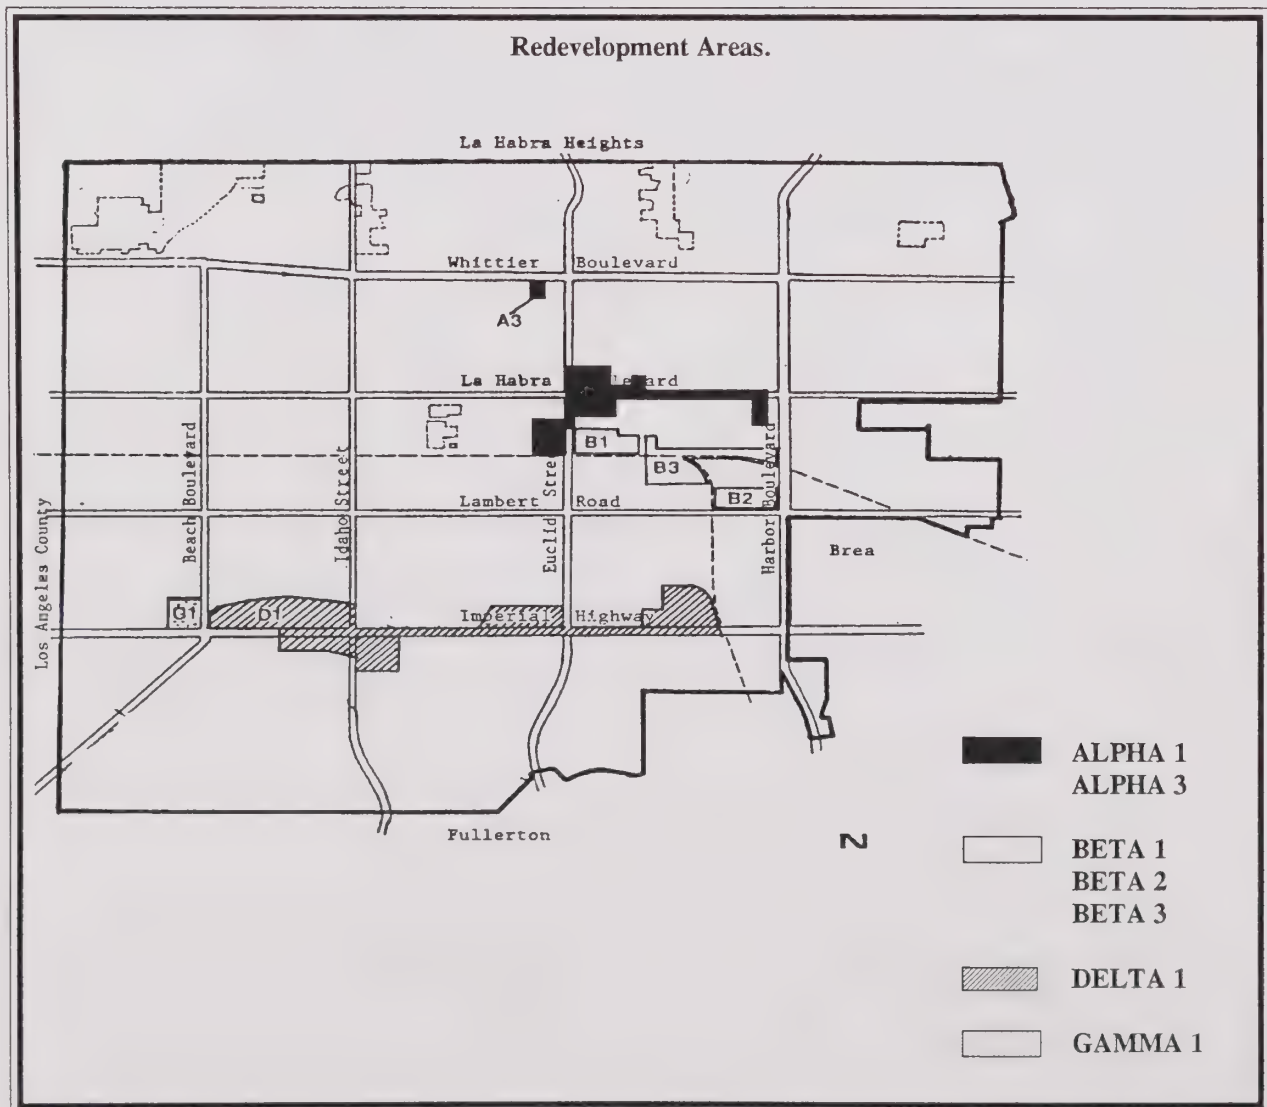 Redevelopment Areas.
La Habra Heights
Whittier Boulevard
A3
La Habra levard
B1
B3
B2
Lambert Road
Los Angeles County
Beach Boulevard
Idaho Street
Euclid Stre
Harbor Boulevard
Brea
G1
D1
Imperial Highway
Fullerton
N
ALPHA 1
ALPHA 3
BETA 1
BETA 2
BETA 3
DELTA 1
GAMMA 1